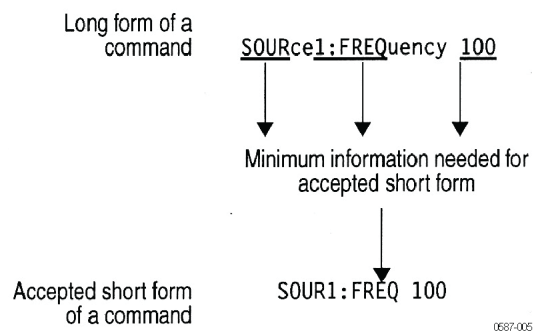 Long form of a
command
SOURce1:FREQuency 100
Minimum information needed for
accepted short form
Accepted short form
of a command
SOUR1:FREQ 100
0587-005